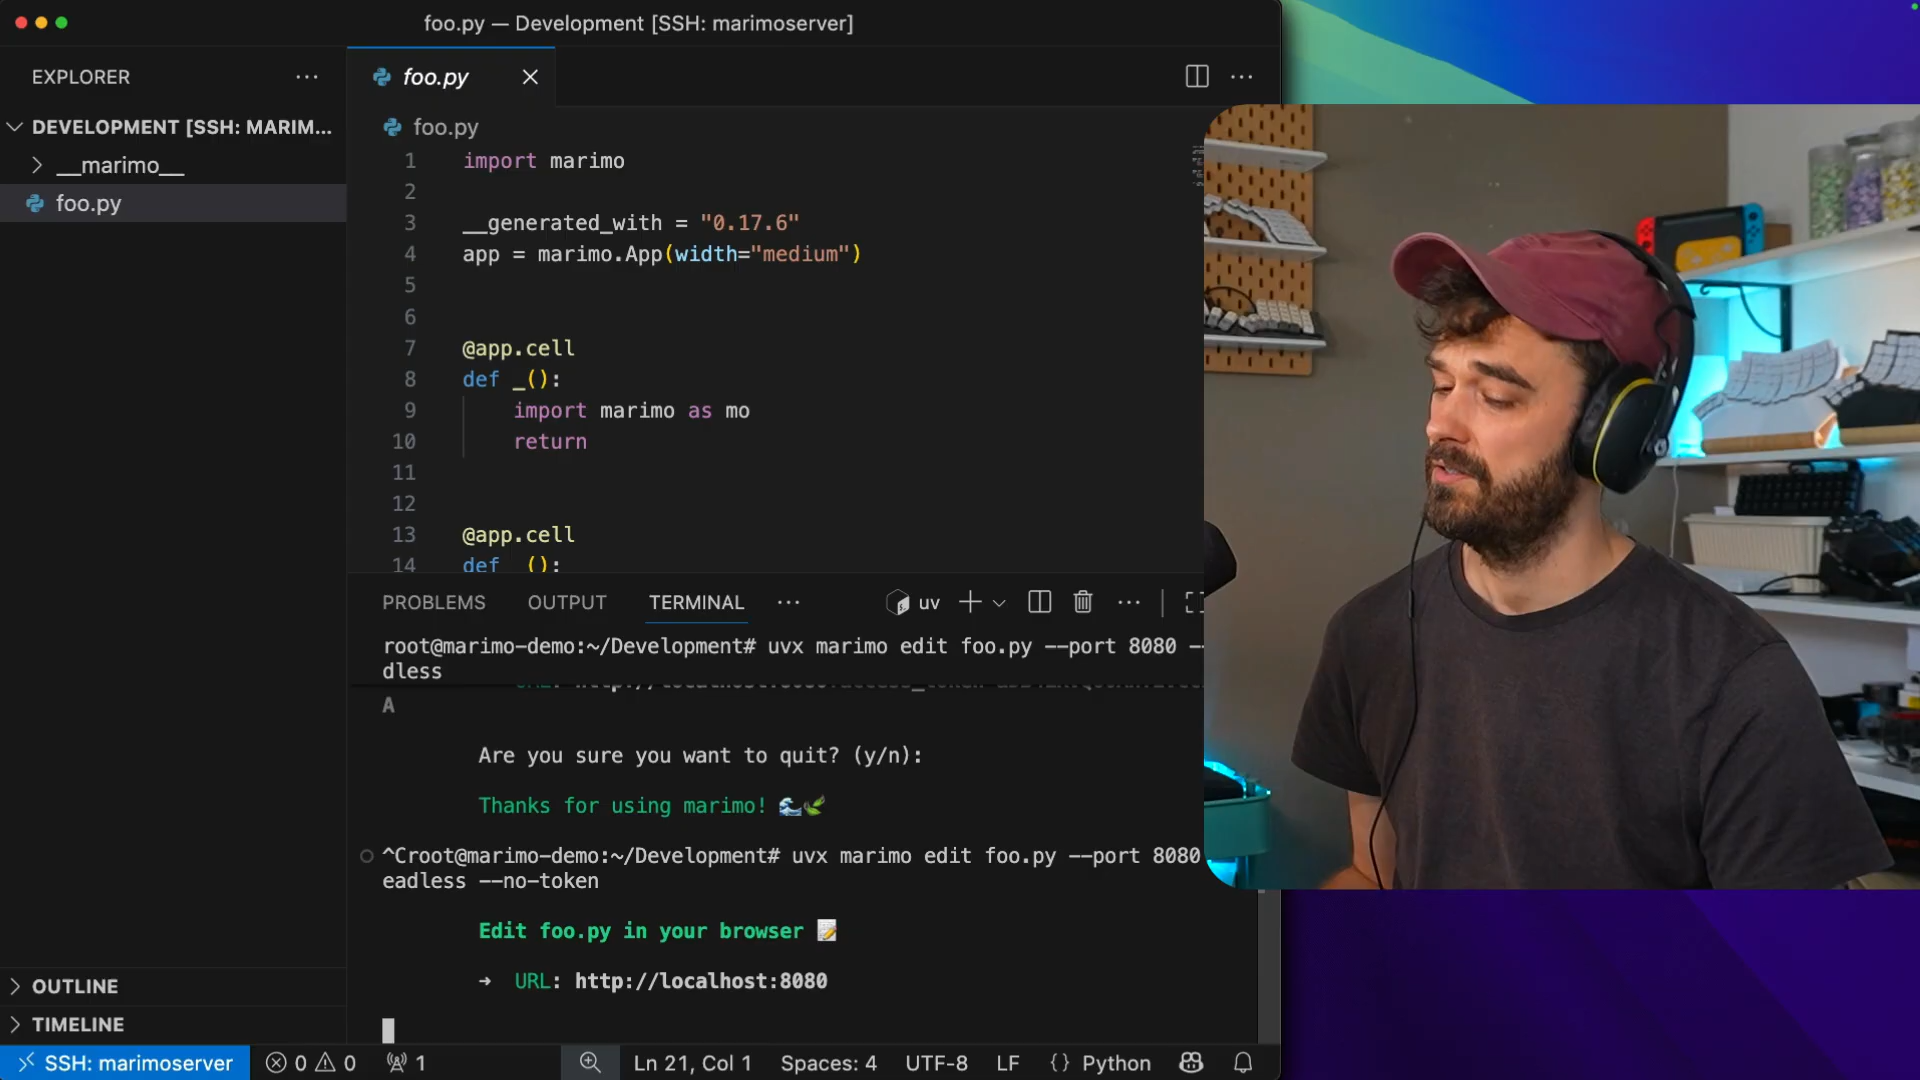 foo.py — Development [SSH: marimoserver]
EXPLORER
foo.py
DEVELOPMENT [SSH: MARIM...
foo.py
__marimo__
foo.py
1 import marimo
2
3 __generated_with = "0.17.6"
4 app = marimo.App(width="medium")
5
6
7 @app.cell
8 def _():
9 import marimo as mo
10 return
11
12
13 @app.cell
14 def _():
PROBLEMS OUTPUT TERMINAL uv
root@marimo-demo:~/Development# uvx marimo edit foo.py --port 8080 -
dless
A
Are you sure you want to quit? (y/n):
Thanks for using marimo! 🌊🍃
^Croot@marimo-demo:~/Development# uvx marimo edit foo.py --port 8080
eadless --no-token
Edit foo.py in your browser 📝
➜ URL: http://localhost:8080
OUTLINE
TIMELINE
SSH: marimoserver 0 0 1 Ln 21, Col 1 Spaces: 4 UTF-8 LF {} Python